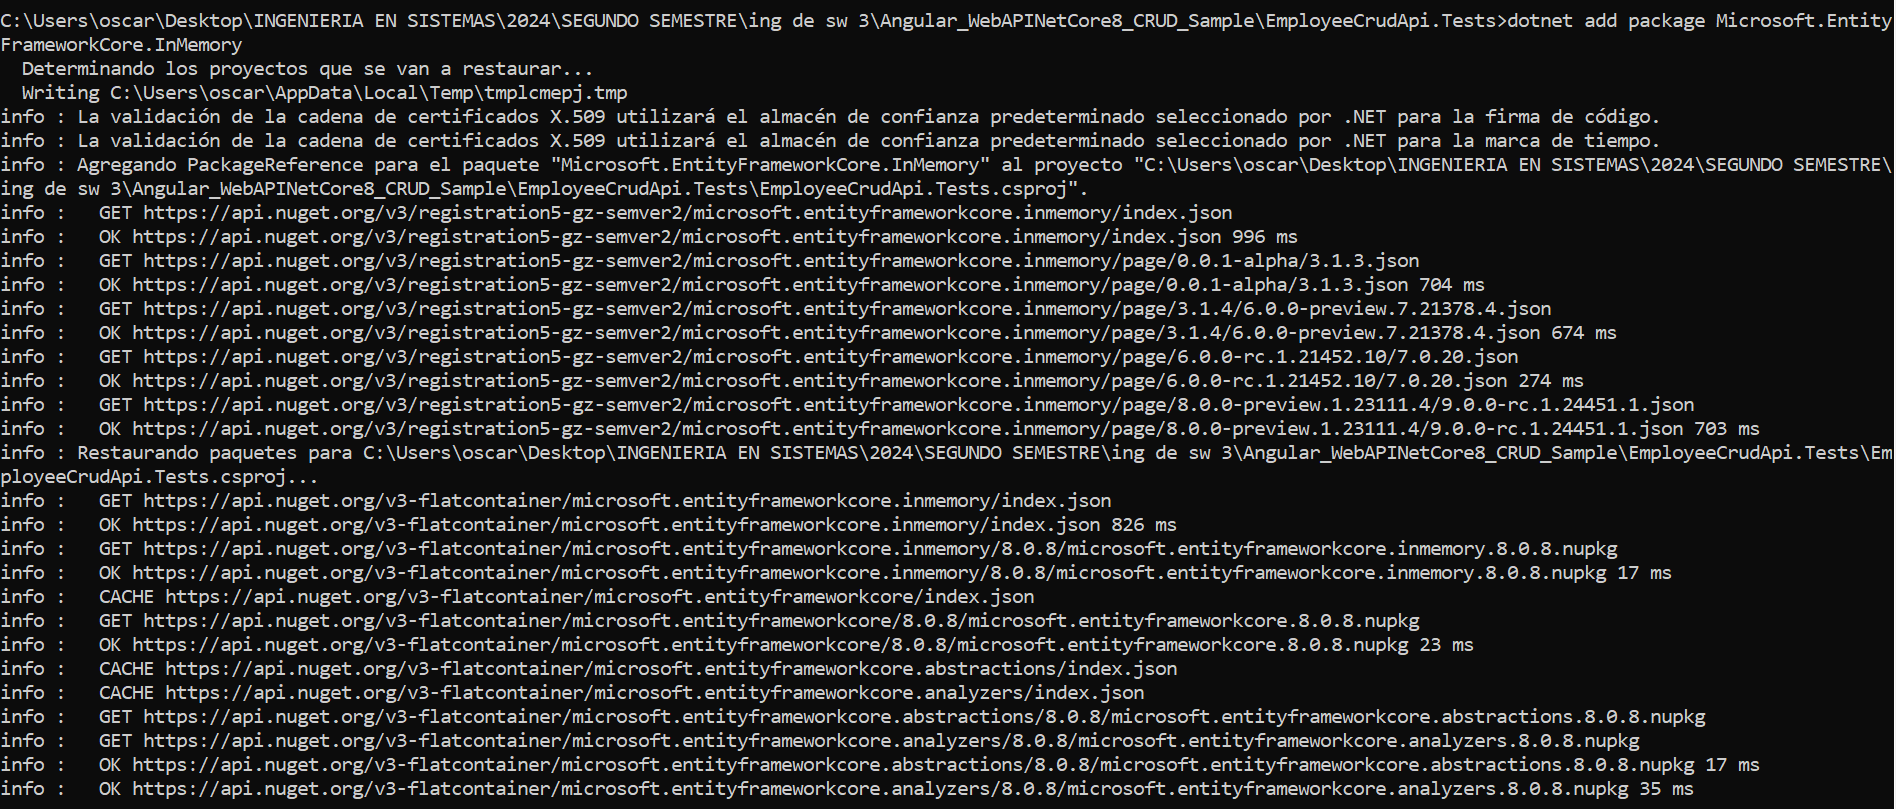 C:\Users\oscar\Desktop\INGENIERIA EN SISTEMAS\2024\SEGUNDO SEMESTRE\ing de sw 3\Angular_WebAPINetCore8_CRUD_Sample\EmployeeCrudApi.Tests>dotnet add package Microsoft.Entity
FrameworkCore.InMemory
  Determinando los proyectos que se van a restaurar...
  Writing C:\Users\oscar\AppData\Local\Temp\tmplcmepj.tmp
info : La validación de la cadena de certificados X.509 utilizará el almacén de confianza predeterminado seleccionado por .NET para la firma de código.
info : La validación de la cadena de certificados X.509 utilizará el almacén de confianza predeterminado seleccionado por .NET para la marca de tiempo.
info : Agregando PackageReference para el paquete "Microsoft.EntityFrameworkCore.InMemory" al proyecto "C:\Users\oscar\Desktop\INGENIERIA EN SISTEMAS\2024\SEGUNDO SEMESTRE\
ing de sw 3\Angular_WebAPINetCore8_CRUD_Sample\EmployeeCrudApi.Tests\EmployeeCrudApi.Tests.csproj".
info :   GET https://api.nuget.org/v3/registration5-gz-semver2/microsoft.entityframeworkcore.inmemory/index.json
info :   OK https://api.nuget.org/v3/registration5-gz-semver2/microsoft.entityframeworkcore.inmemory/index.json 996 ms
info :   GET https://api.nuget.org/v3/registration5-gz-semver2/microsoft.entityframeworkcore.inmemory/page/0.0.1-alpha/3.1.3.json
info :   OK https://api.nuget.org/v3/registration5-gz-semver2/microsoft.entityframeworkcore.inmemory/page/0.0.1-alpha/3.1.3.json 704 ms
info :   GET https://api.nuget.org/v3/registration5-gz-semver2/microsoft.entityframeworkcore.inmemory/page/3.1.4/6.0.0-preview.7.21378.4.json
info :   OK https://api.nuget.org/v3/registration5-gz-semver2/microsoft.entityframeworkcore.inmemory/page/3.1.4/6.0.0-preview.7.21378.4.json 674 ms
info :   GET https://api.nuget.org/v3/registration5-gz-semver2/microsoft.entityframeworkcore.inmemory/page/6.0.0-rc.1.21452.10/7.0.20.json
info :   OK https://api.nuget.org/v3/registration5-gz-semver2/microsoft.entityframeworkcore.inmemory/page/6.0.0-rc.1.21452.10/7.0.20.json 274 ms
info :   GET https://api.nuget.org/v3/registration5-gz-semver2/microsoft.entityframeworkcore.inmemory/page/8.0.0-preview.1.23111.4/9.0.0-rc.1.24451.1.json
info :   OK https://api.nuget.org/v3/registration5-gz-semver2/microsoft.entityframeworkcore.inmemory/page/8.0.0-preview.1.23111.4/9.0.0-rc.1.24451.1.json 703 ms
info : Restaurando paquetes para C:\Users\oscar\Desktop\INGENIERIA EN SISTEMAS\2024\SEGUNDO SEMESTRE\ing de sw 3\Angular_WebAPINetCore8_CRUD_Sample\EmployeeCrudApi.Tests\Em
ployeeCrudApi.Tests.csproj...
info :   GET https://api.nuget.org/v3-flatcontainer/microsoft.entityframeworkcore.inmemory/index.json
info :   OK https://api.nuget.org/v3-flatcontainer/microsoft.entityframeworkcore.inmemory/index.json 826 ms
info :   GET https://api.nuget.org/v3-flatcontainer/microsoft.entityframeworkcore.inmemory/8.0.8/microsoft.entityframeworkcore.inmemory.8.0.8.nupkg
info :   OK https://api.nuget.org/v3-flatcontainer/microsoft.entityframeworkcore.inmemory/8.0.8/microsoft.entityframeworkcore.inmemory.8.0.8.nupkg 17 ms
info :   CACHE https://api.nuget.org/v3-flatcontainer/microsoft.entityframeworkcore/index.json
info :   GET https://api.nuget.org/v3-flatcontainer/microsoft.entityframeworkcore/8.0.8/microsoft.entityframeworkcore.8.0.8.nupkg
info :   OK https://api.nuget.org/v3-flatcontainer/microsoft.entityframeworkcore/8.0.8/microsoft.entityframeworkcore.8.0.8.nupkg 23 ms
info :   CACHE https://api.nuget.org/v3-flatcontainer/microsoft.entityframeworkcore.abstractions/index.json
info :   CACHE https://api.nuget.org/v3-flatcontainer/microsoft.entityframeworkcore.analyzers/index.json
info :   GET https://api.nuget.org/v3-flatcontainer/microsoft.entityframeworkcore.abstractions/8.0.8/microsoft.entityframeworkcore.abstractions.8.0.8.nupkg
info :   GET https://api.nuget.org/v3-flatcontainer/microsoft.entityframeworkcore.analyzers/8.0.8/microsoft.entityframeworkcore.analyzers.8.0.8.nupkg
info :   OK https://api.nuget.org/v3-flatcontainer/microsoft.entityframeworkcore.abstractions/8.0.8/microsoft.entityframeworkcore.abstractions.8.0.8.nupkg 17 ms
info :   OK https://api.nuget.org/v3-flatcontainer/microsoft.entityframeworkcore.analyzers/8.0.8/microsoft.entityframeworkcore.analyzers.8.0.8.nupkg 35 ms